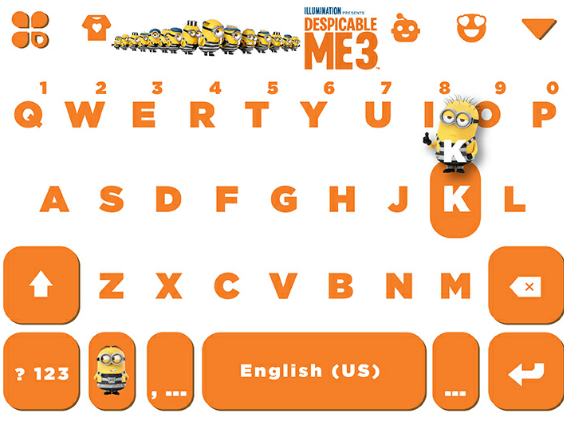 ILLUMINATION PRESENTS
DESPICABLE
ME3
1 2 3 4 5 6 7 8 9 0
Q W E R T Y U I O P
K
A S D F G H J K L
Z X C V B N M
? 123 , ... English (US) ...